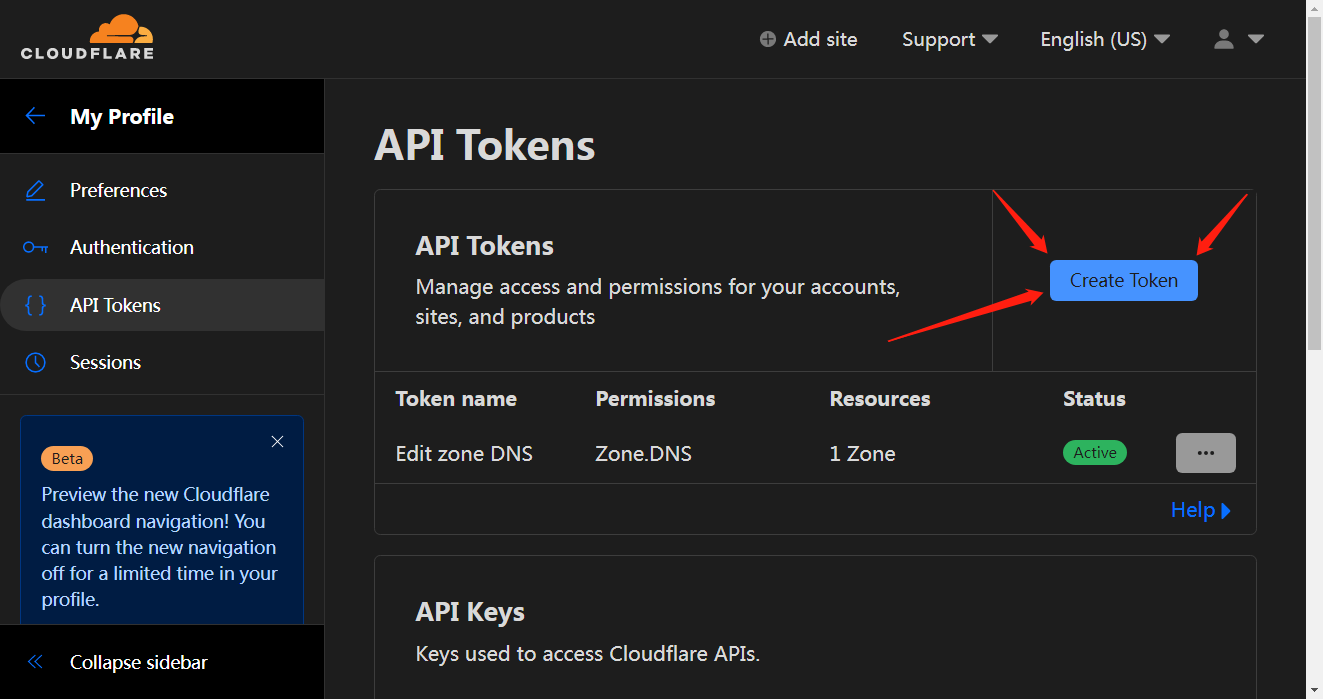 CLOUDFLARE
Add site
Support
English (US)
My Profile
Preferences
Authentication
API Tokens
Sessions
Beta
Preview the new Cloudflare
dashboard navigation! You
can turn the new navigation
off for a limited time in your
profile.
Collapse sidebar
API Tokens
API Tokens
Manage access and permissions for your accounts,
sites, and products
Create Token
Token name Permissions Resources Status
Edit zone DNS Zone.DNS 1 Zone Active ...
Help
API Keys
Keys used to access Cloudflare APIs.